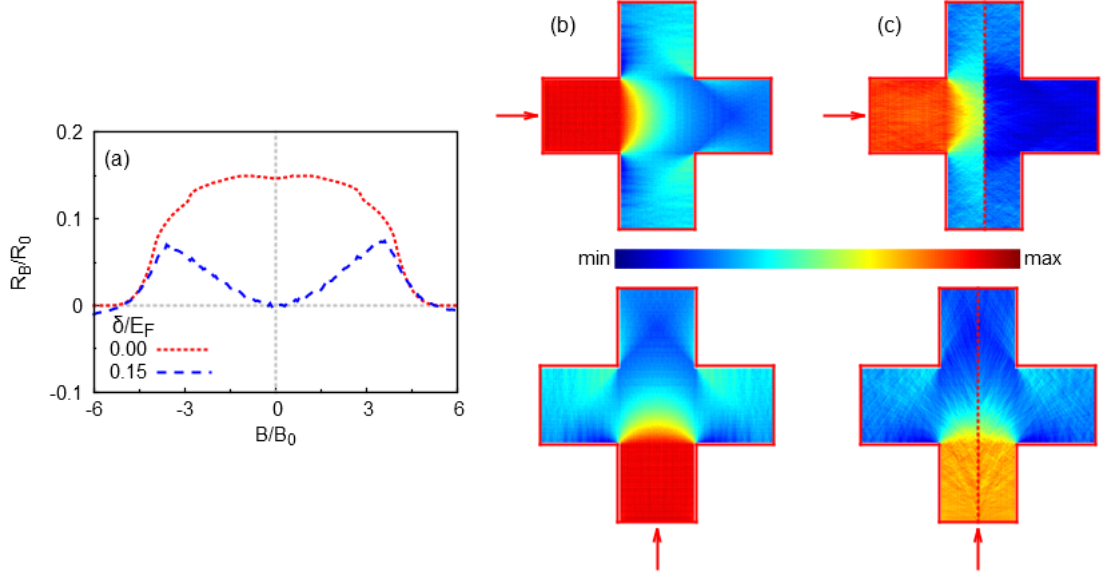 (b)
(c)
(a)
0.2
0.1
0
-0.1
R_B/R_0
δ/E_F
0.00
0.15
-6
-3
0
3
6
B/B_0
min
max